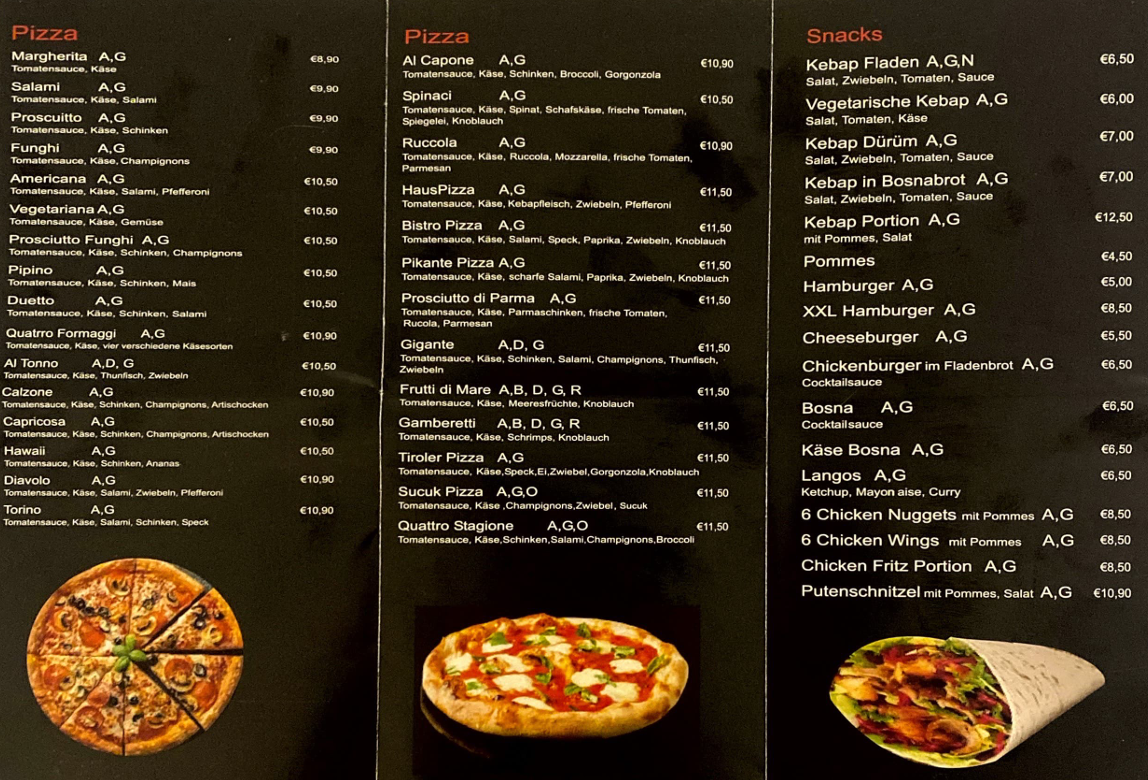 Pizza
Margherita A,G €8,90
Tomatensauce, Käse
Salami A,G €9,90
Tomatensauce, Käse, Salami
Proscuitto A,G €9,90
Tomatensauce, Käse, Schinken
Funghi A,G €9,90
Tomatensauce, Käse, Champignons
Americana A,G €10,50
Tomatensauce, Käse, Salami, Pfefferoni
Vegetariana A,G €10,50
Tomatensauce, Käse, Gemüse
Prosciutto Funghi A,G €10,50
Tomatensauce, Käse, Schinken, Champignons
Pipino A,G €10,50
Tomatensauce, Käse, Schinken, Mais
Duetto A,G €10,50
Tomatensauce, Käse, Schinken, Salami
Quatrro Formaggi A,G €10,90
Tomatensauce, Käse, vier verschiedene Käsesorten
Al Tonno A,D, G €10,50
Tomatensauce, Käse, Thunfisch, Zwiebeln
Calzone A,G €10,90
Tomatensauce, Käse, Schinken, Champignons, Artischocken
Capricosa A,G €10,50
Tomatensauce, Käse, Schinken, Champignons, Artischocken
Hawaii A,G €10,50
Tomatensauce, Käse, Schinken, Ananas
Diavolo A,G €10,90
Tomatensauce, Käse, Salami, Zwiebeln, Pfefferoni
Torino A,G €10,90
Tomatensauce, Käse, Salami, Schinken, Speck
Pizza
Al Capone A,G €10,90
Tomatensauce, Käse, Schinken, Broccoli, Gorgonzola
Spinaci A,G €10,50
Tomatensauce, Käse, Spinat, Schafskäse, frische Tomaten,
Spiegelei, Knoblauch
Ruccola A,G €10,90
Tomatensauce, Käse, Ruccola, Mozzarella, frische Tomaten,
Parmesan
HausPizza A,G €11,50
Tomatensauce, Käse, Kebapfleisch, Zwiebeln, Pfefferoni
Bistro Pizza A,G €11,50
Tomatensauce, Käse, Salami, Speck, Paprika, Zwiebeln, Knoblauch
Pikante Pizza A,G €11,50
Tomatensauce, Käse, scharfe Salami, Paprika, Zwiebeln, Knoblauch
Prosciutto di Parma A,G €11,50
Tomatensauce, Käse, Parmaschinken, frische Tomaten,
Rucola, Parmesan
Gigante A,D, G €11,50
Tomatensauce, Käse, Schinken, Salami, Champignons, Thunfisch,
Zwiebeln
Frutti di Mare A,B, D, G, R €11,50
Tomatensauce, Käse, Meeresfrüchte, Knoblauch
Gamberetti A,B, D, G, R €11,50
Tomatensauce, Käse, Schrimps, Knoblauch
Tiroler Pizza A,G €11,50
Tomatensauce, Käse,Speck,Ei,Zwiebel,Gorgonzola,Knoblauch
Sucuk Pizza A,G,O €11,50
Tomatensauce, Käse ,Champignons,Zwiebel, Sucuk
Quattro Stagione A,G,O €11,50
Tomatensauce, Käse,Schinken,Salami,Champignons,Broccoli
Snacks
Kebap Fladen A,G,N €6,50
Salat, Zwiebeln, Tomaten, Sauce
Vegetarische Kebap A,G €6,00
Salat, Tomaten, Käse
Kebap Dürüm A,G €7,00
Salat, Zwiebeln, Tomaten, Sauce
Kebap in Bosnabrot A,G €7,00
Salat, Zwiebeln, Tomaten, Sauce
Kebap Portion A,G €12,50
mit Pommes, Salat
Pommes €4,50
Hamburger A,G €5,00
XXL Hamburger A,G €8,50
Cheeseburger A,G €5,50
Chickenburger im Fladenbrot A,G €6,50
Cocktailsauce
Bosna A,G €6,50
Cocktailsauce
Käse Bosna A,G €6,50
Langos A,G €6,50
Ketchup, Mayon aise, Curry
6 Chicken Nuggets mit Pommes A,G €8,50
6 Chicken Wings mit Pommes A,G €8,50
Chicken Fritz Portion A,G €8,50
Putenschnitzel mit Pommes, Salat A,G €10,90